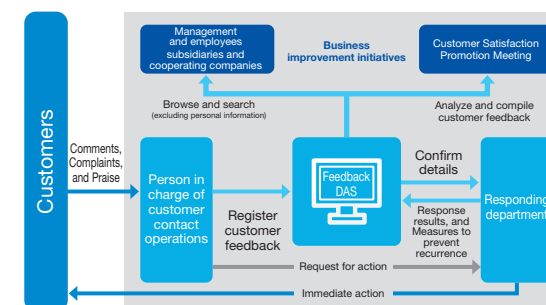 Management
and employees
subsidiaries and
cooperating companies
Business
improvement initiatives
Customer Satisfaction
Promotion Meeting
Browse and search
(excluding personal information)
Analyze and compile
customer feedback
Customers
Comments,
Complaints,
and Praise
Person in
charge of
customer
contact
operations
Register
customer
feedback
Feedback
DAS
Confirm
details
Response
results, and
Measures to
prevent
recurrence
Responding
department
Request for action
Immediate action